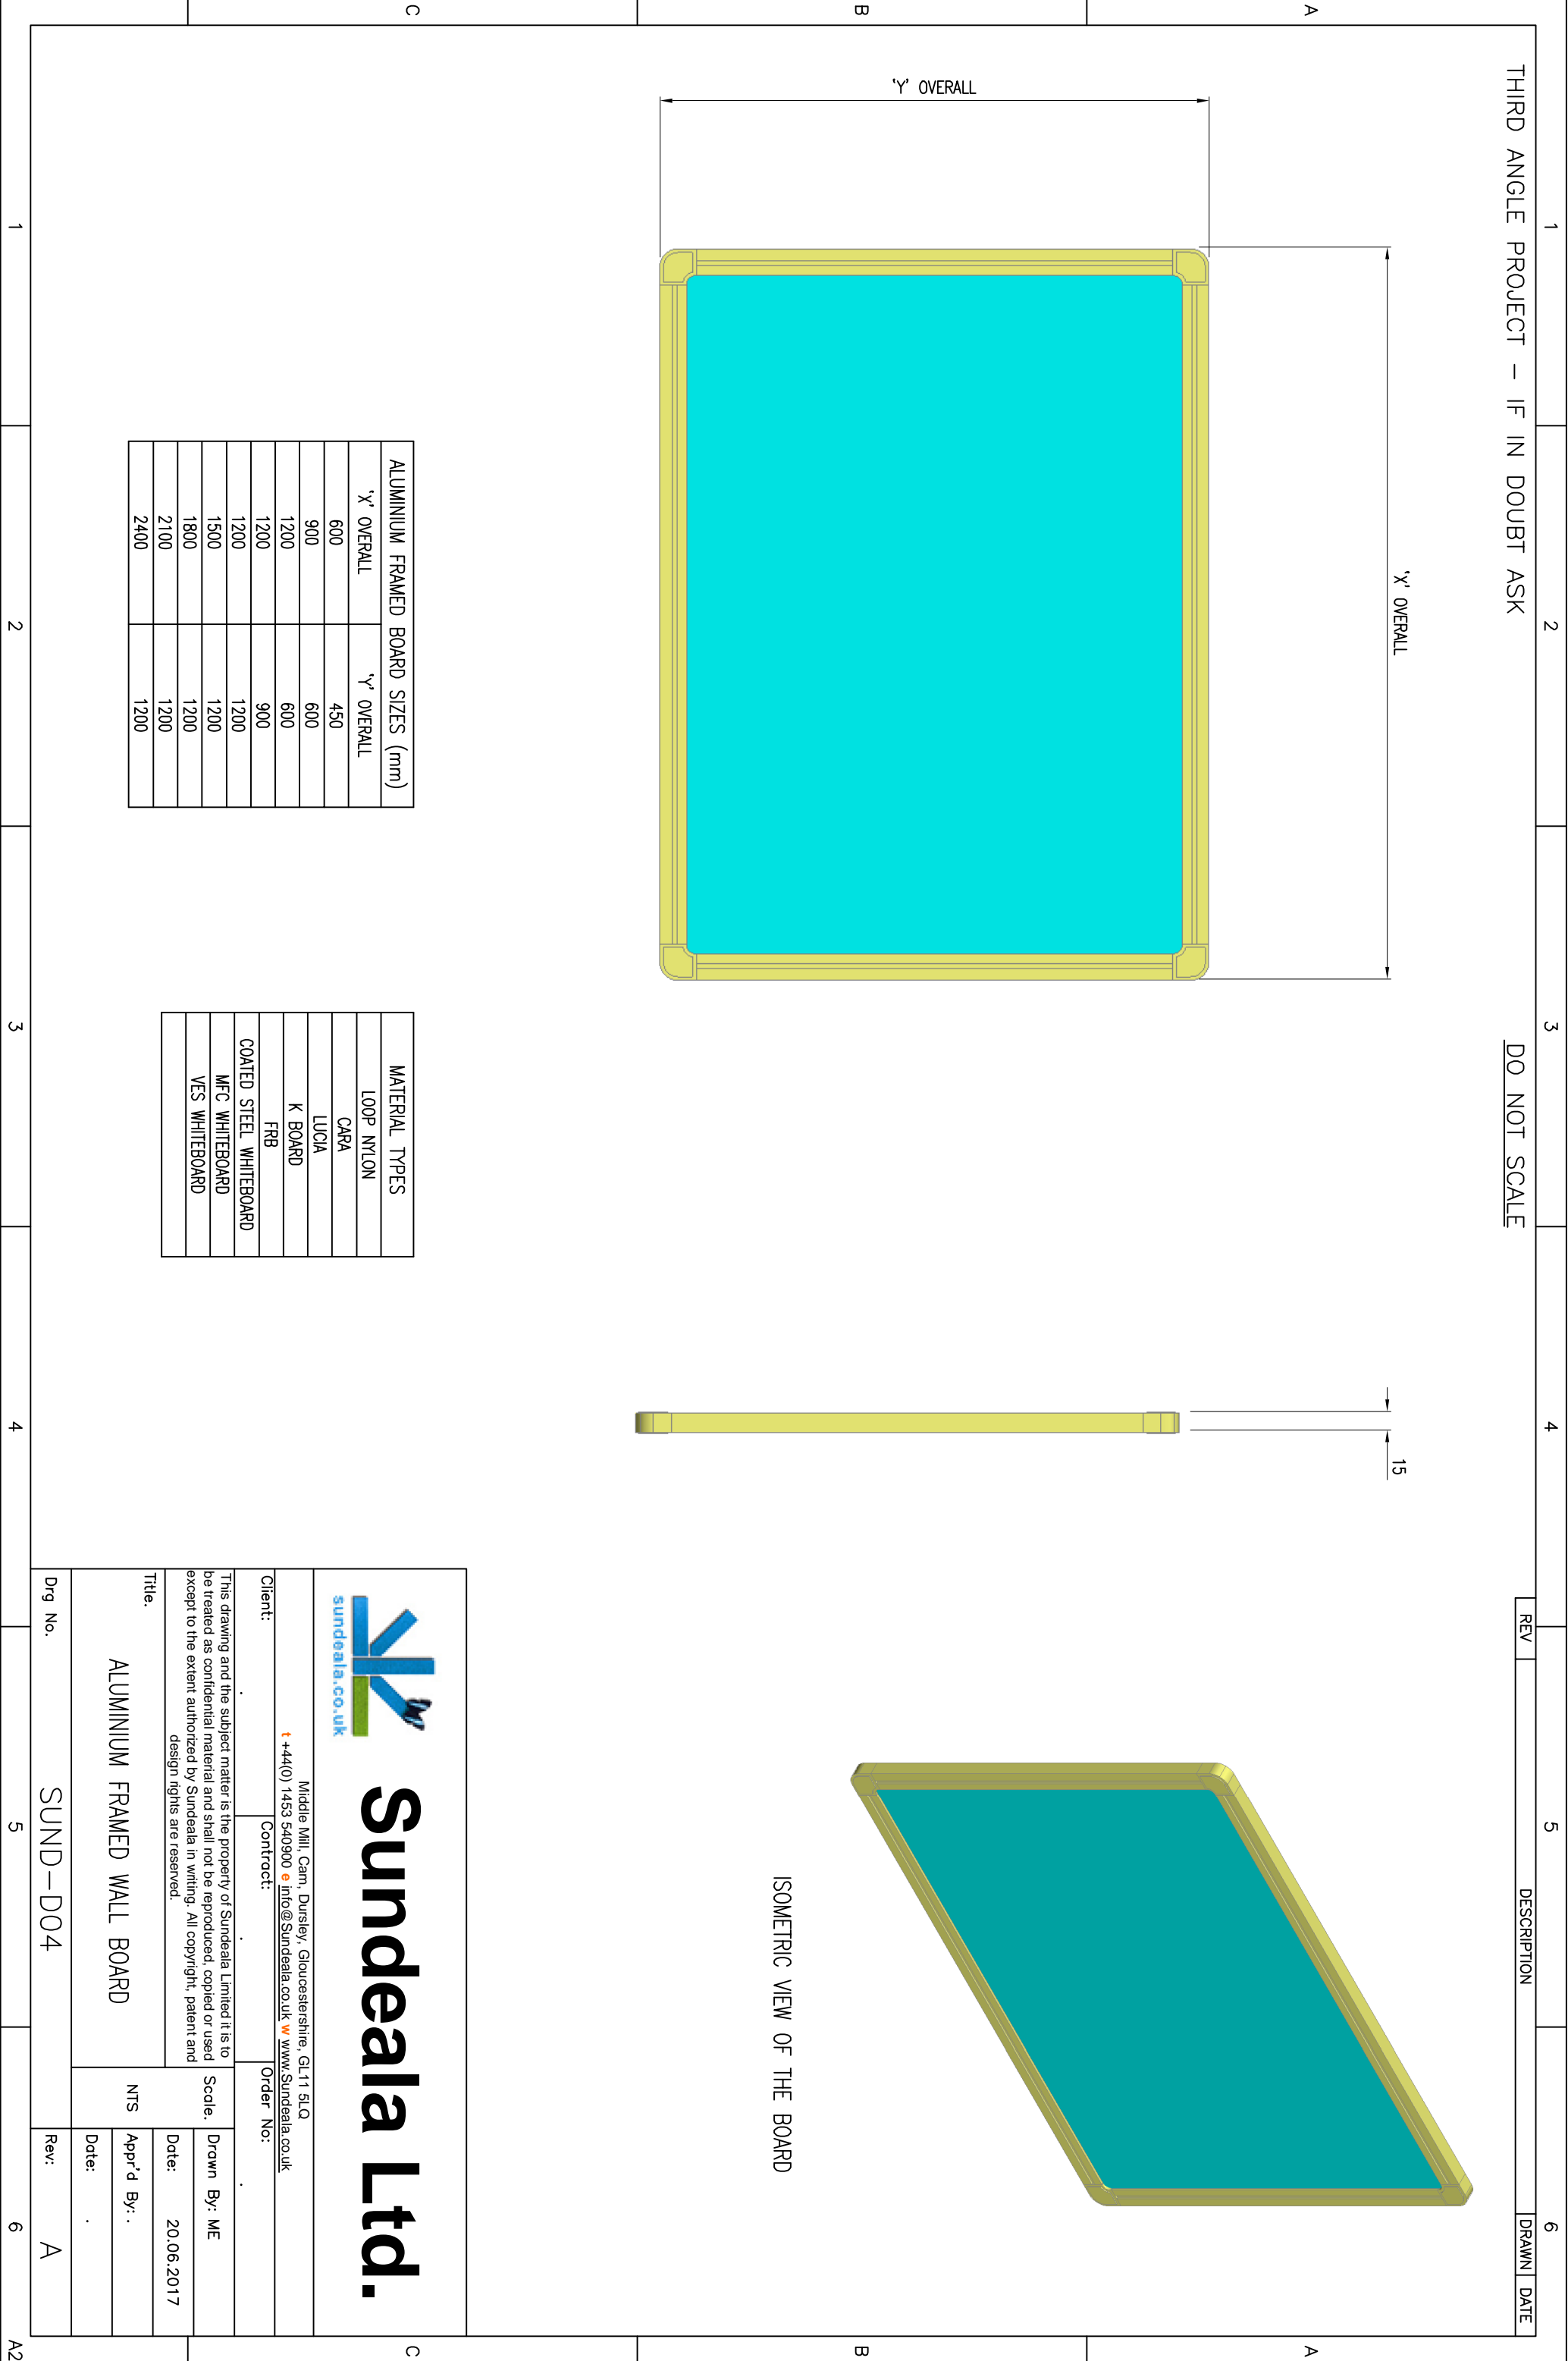 1 2 3 4 5 6
A
B
C
THIRD ANGLE PROJECT - IF IN DOUBT ASK
DO NOT SCALE
REV DESCRIPTION DRAWN DATE
'X' OVERALL
'Y' OVERALL
15
ISOMETRIC VIEW OF THE BOARD
ALUMINIUM FRAMED BOARD SIZES (mm)
'X' OVERALL 'Y' OVERALL
600 450
900 600
1200 600
1200 900
1200 1200
1500 1200
1800 1200
2100 1200
2400 1200
MATERIAL TYPES
LOOP NYLON
CARA
LUCIA
K BOARD
FRB
COATED STEEL WHITEBOARD
MFC WHITEBOARD
VES WHITEBOARD
sundeala.co.uk
Sundeala Ltd.
Middle Mill, Cam, Dursley, Gloucestershire, GL11 5LQ
t +44(0) 1453 540900 e info@Sundeala.co.uk w www.Sundeala.co.uk
Client: . Contract: . Order No: .
This drawing and the subject matter is the property of Sundeala Limited it is to
be treated as confidential material and shall not be reproduced, copied or used
except to the extent authorized by Sundeala in writing. All copyright, patent and
design rights are reserved.
Title.
ALUMINIUM FRAMED WALL BOARD
Scale.
NTS
Drawn By: ME
Date: 20.06.2017
Appr'd By: .
Date: .
Drg No. SUND-D04
Rev: A
A
B
C
1 2 3 4 5 6 A2